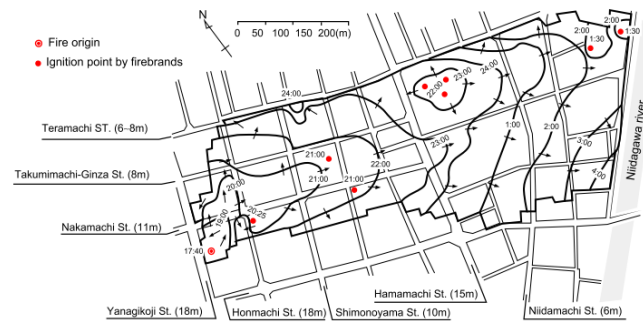 N
0 50 100 150 200(m)
Fire origin
Ignition point by firebrands
2:00
1:30
2:00
1:30
24:00
22:00
23:00
24:00
Teramachi ST. (6–8m)
23:00
1:00
2:00
3:00
4:00
Niidagawa river
21:00
22:00
Takumimachi-Ginza St. (8m)
21:00
21:00
20:00
19:00
20:25
Nakamachi St. (11m)
17:40
Hamamachi St. (15m)
Yanagikoji St. (18m)
Honmachi St. (18m)
Shimonoyama St. (10m)
Niidamachi St. (6m)